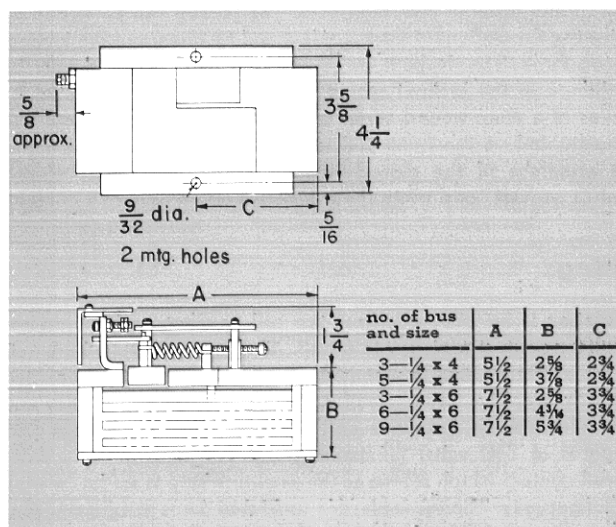 5/8
approx.
3 5/8
4 1/4
9/32 dia.
C
5/16
2 mtg. holes
A
1 3/4
B
no. of bus and size A B C
3—1/4 x 4 5 1/2 2 5/8 2 3/4
5—1/4 x 4 5 1/2 3 7/8 2 3/4
3—1/4 x 6 7 1/2 2 5/8 3 3/4
6—1/4 x 6 7 1/2 3 3/4
9—1/4 x 6 7 1/2 5 3/4 3 3/4